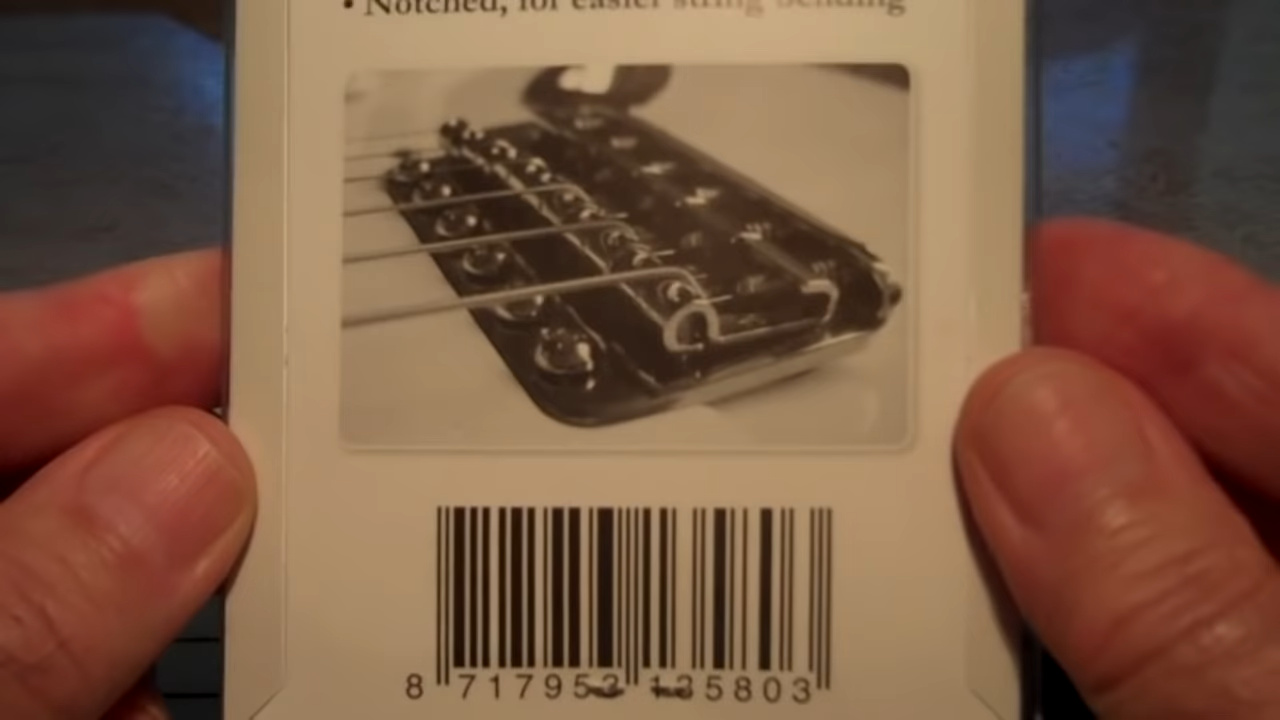 • Notched, for easier string bending
8 717953 135803